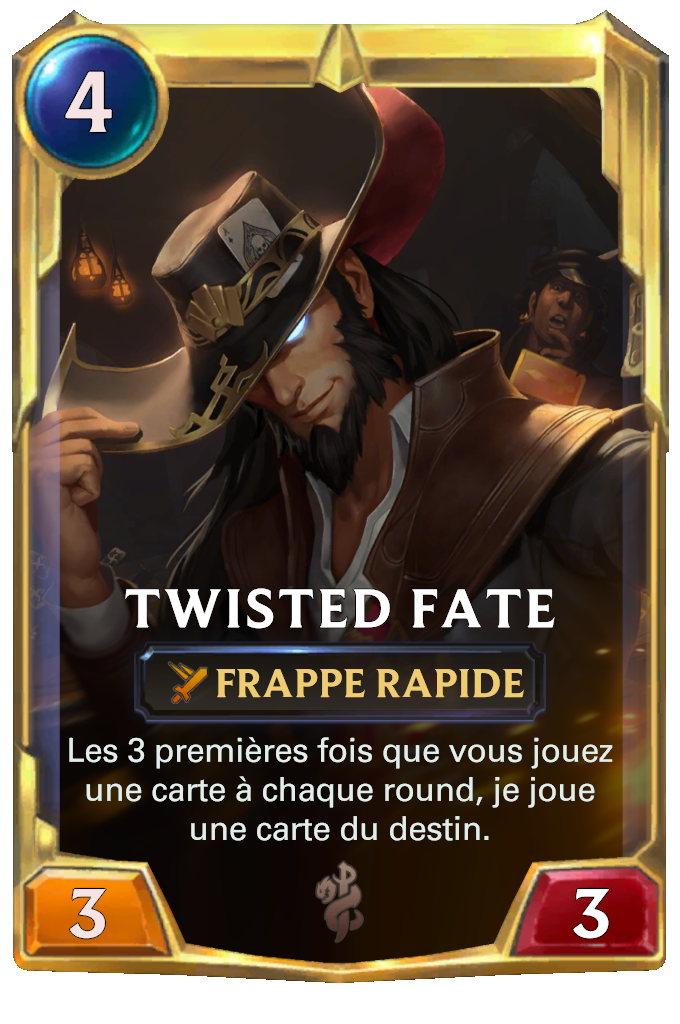 4
TWISTED FATE
FRAPPE RAPIDE
Les 3 premières fois que vous jouez
une carte à chaque round, je joue
une carte du destin.
3
3